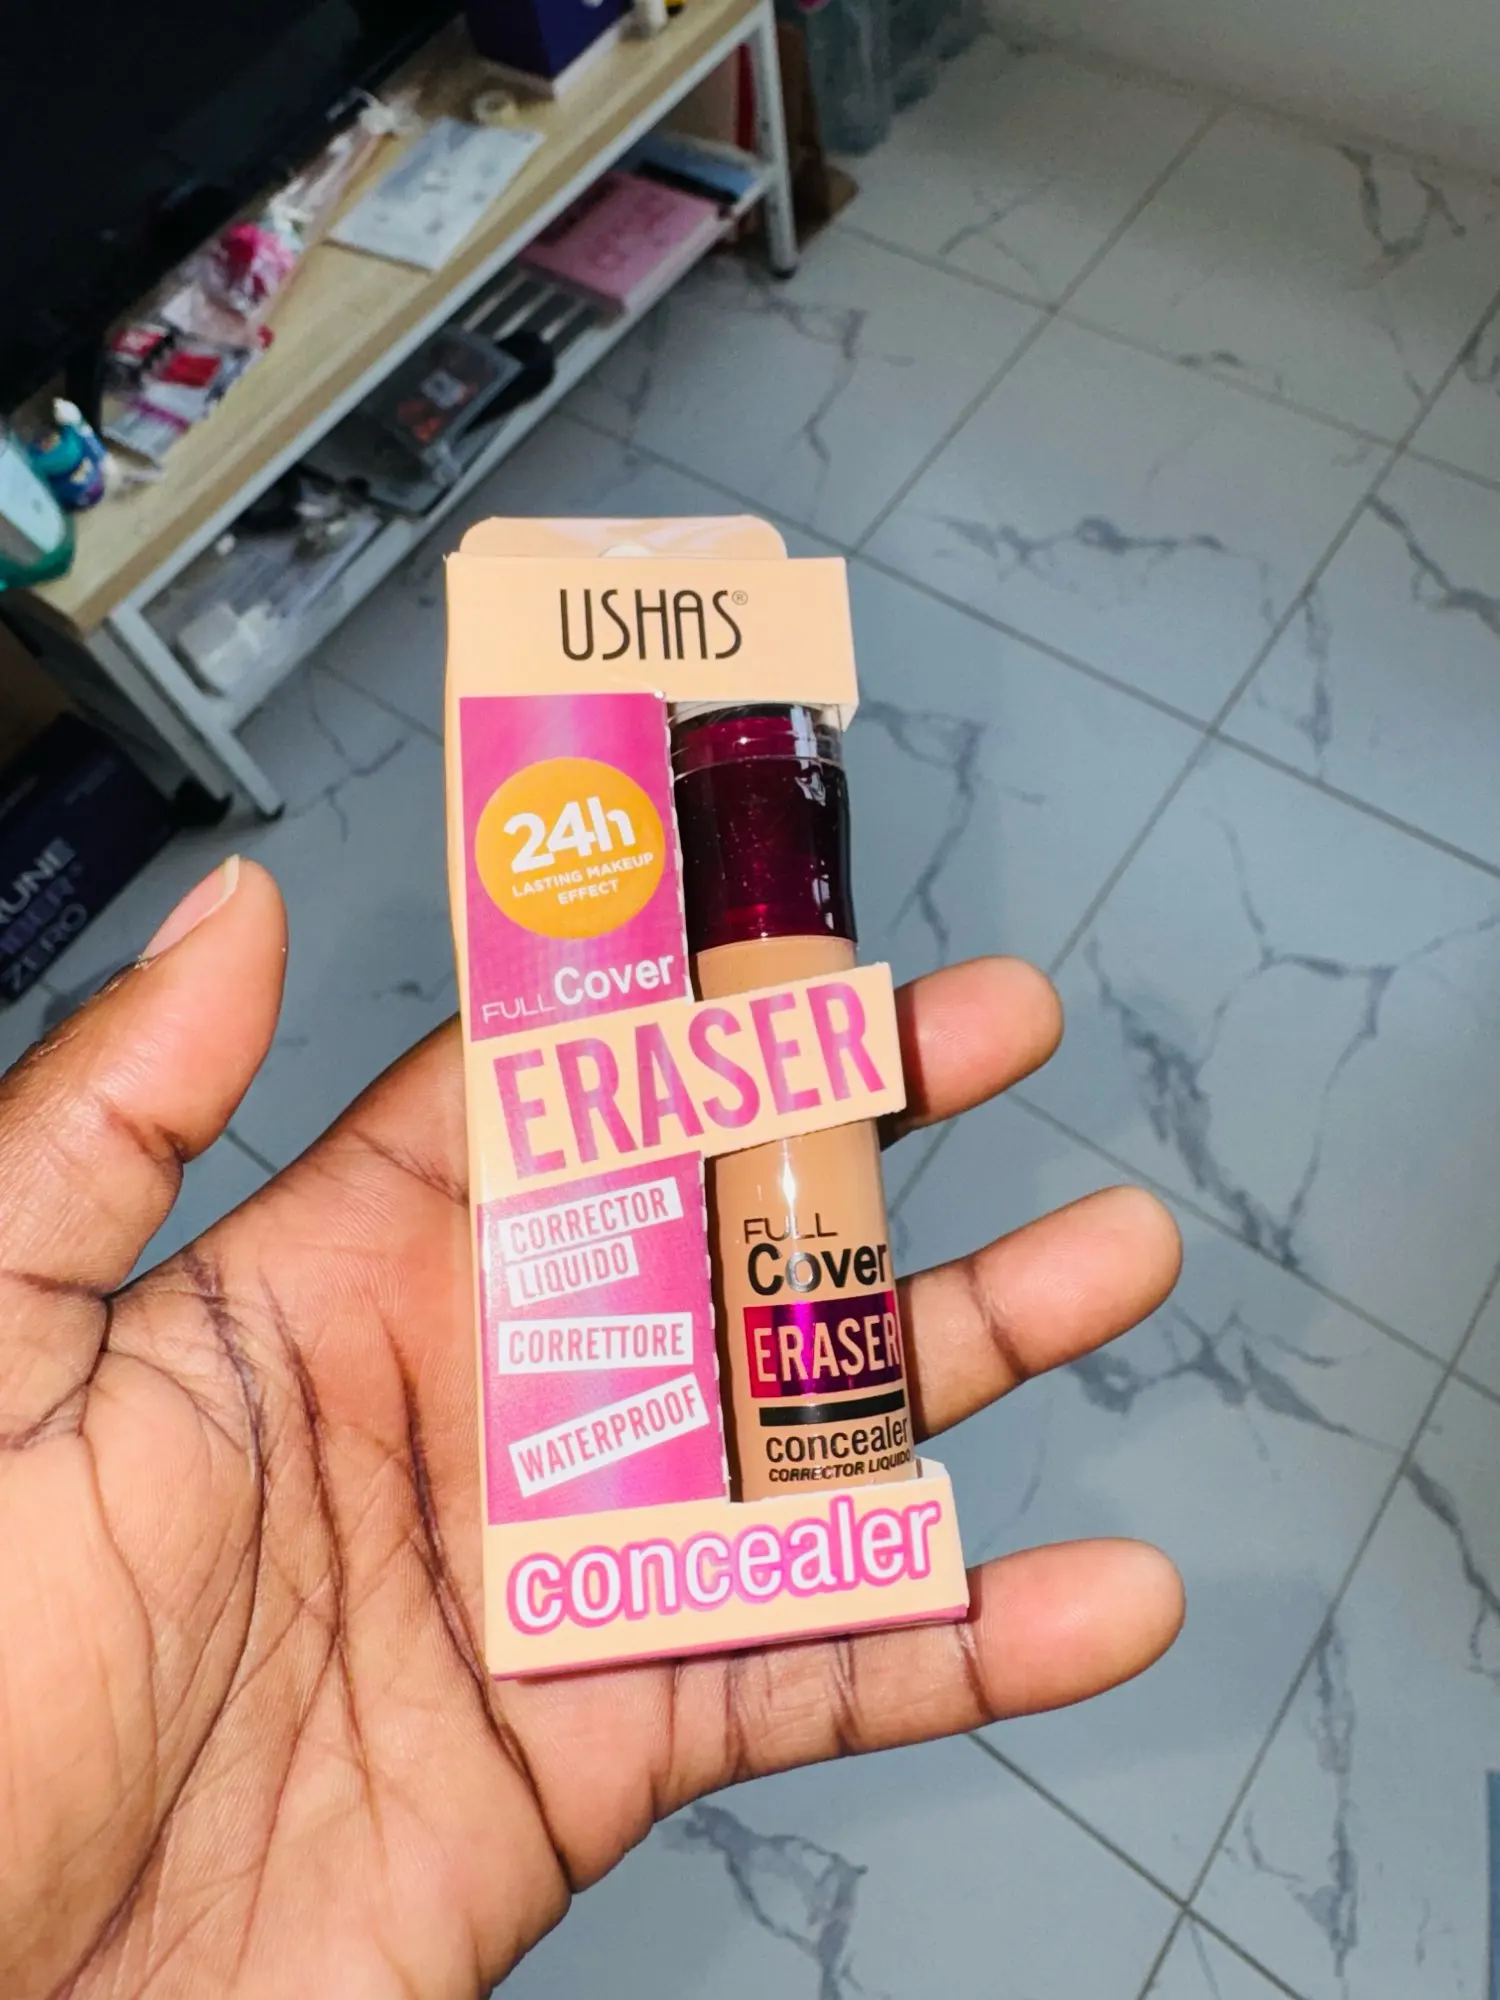 USHAS®
24h
LASTING MAKEUP
EFFECT
FULL Cover
ERASER
CORRECTOR
LIQUIDO
CORRETTORE
WATERPROOF
concealer
FULL
Cover
ERASER
concealer
CORRECTOR LIQUIDO
ZERO